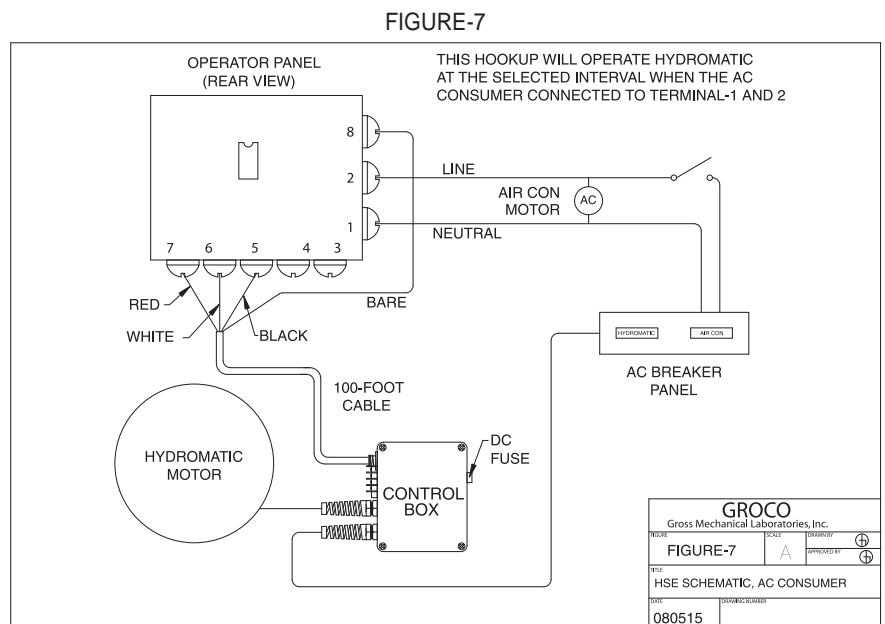 FIGURE-7
OPERATOR PANEL
(REAR VIEW)
THIS HOOKUP WILL OPERATE HYDROMATIC
AT THE SELECTED INTERVAL WHEN THE AC
CONSUMER CONNECTED TO TERMINAL-1 AND 2
8
2
LINE
AIR CON
MOTOR
AC
1
NEUTRAL
7 6 5 4 3
RED
BARE
WHITE
BLACK
HYDROMATIC
AIR CON
AC BREAKER
PANEL
100-FOOT
CABLE
HYDROMATIC
MOTOR
DC
FUSE
CONTROL
BOX
GROCO
Gross Mechanical Laboratories, Inc.
FIGURE
FIGURE-7
SCALE
A
DRAWN BY
APPROVED BY
TITLE
HSE SCHEMATIC, AC CONSUMER
DATE
080515
DRAWING NUMBER